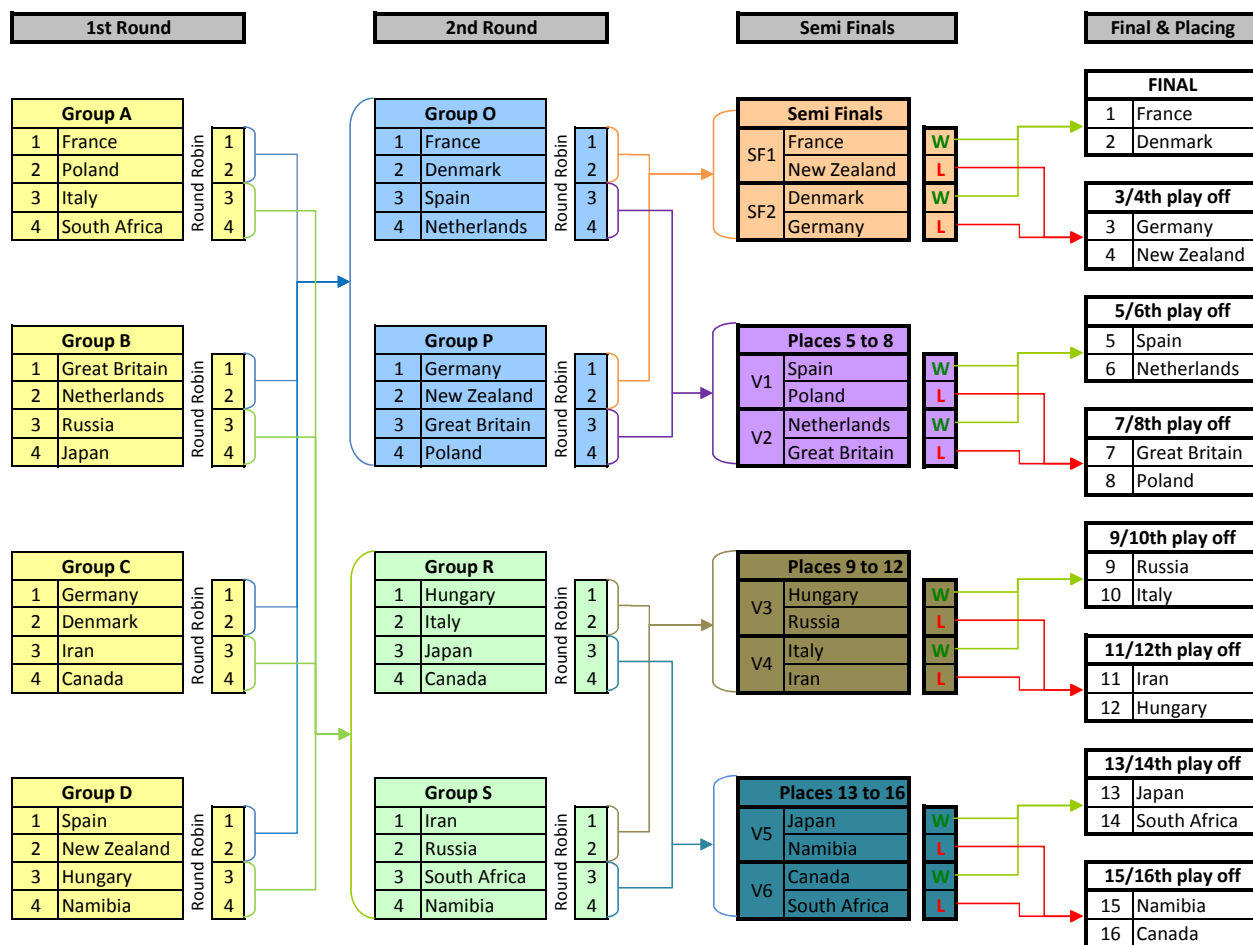 1st Round
2nd Round
Semi Finals
Final & Placing
Group A
1 France
2 Poland
3 Italy
4 South Africa
Round Robin
1
2
3
4
Group B
1 Great Britain
2 Netherlands
3 Russia
4 Japan
Round Robin
1
2
3
4
Group C
1 Germany
2 Denmark
3 Iran
4 Canada
Round Robin
1
2
3
4
Group D
1 Spain
2 New Zealand
3 Hungary
4 Namibia
Round Robin
1
2
3
4
Group O
1 France
2 Denmark
3 Spain
4 Netherlands
Round Robin
1
2
3
4
Group P
1 Germany
2 New Zealand
3 Great Britain
4 Poland
Round Robin
1
2
3
4
Group R
1 Hungary
2 Italy
3 Japan
4 Canada
Round Robin
1
2
3
4
Group S
1 Iran
2 Russia
3 South Africa
4 Namibia
Round Robin
1
2
3
4
Semi Finals
SF1
France
New Zealand
SF2
Denmark
Germany
W
L
W
L
Places 5 to 8
V1
Spain
Poland
V2
Netherlands
Great Britain
W
L
W
L
Places 9 to 12
V3
Hungary
Russia
V4
Italy
Iran
W
L
W
L
Places 13 to 16
V5
Japan
Namibia
V6
Canada
South Africa
W
L
W
L
FINAL
1 France
2 Denmark
3/4th play off
3 Germany
4 New Zealand
5/6th play off
5 Spain
6 Netherlands
7/8th play off
7 Great Britain
8 Poland
9/10th play off
9 Russia
10 Italy
11/12th play off
11 Iran
12 Hungary
13/14th play off
13 Japan
14 South Africa
15/16th play off
15 Namibia
16 Canada